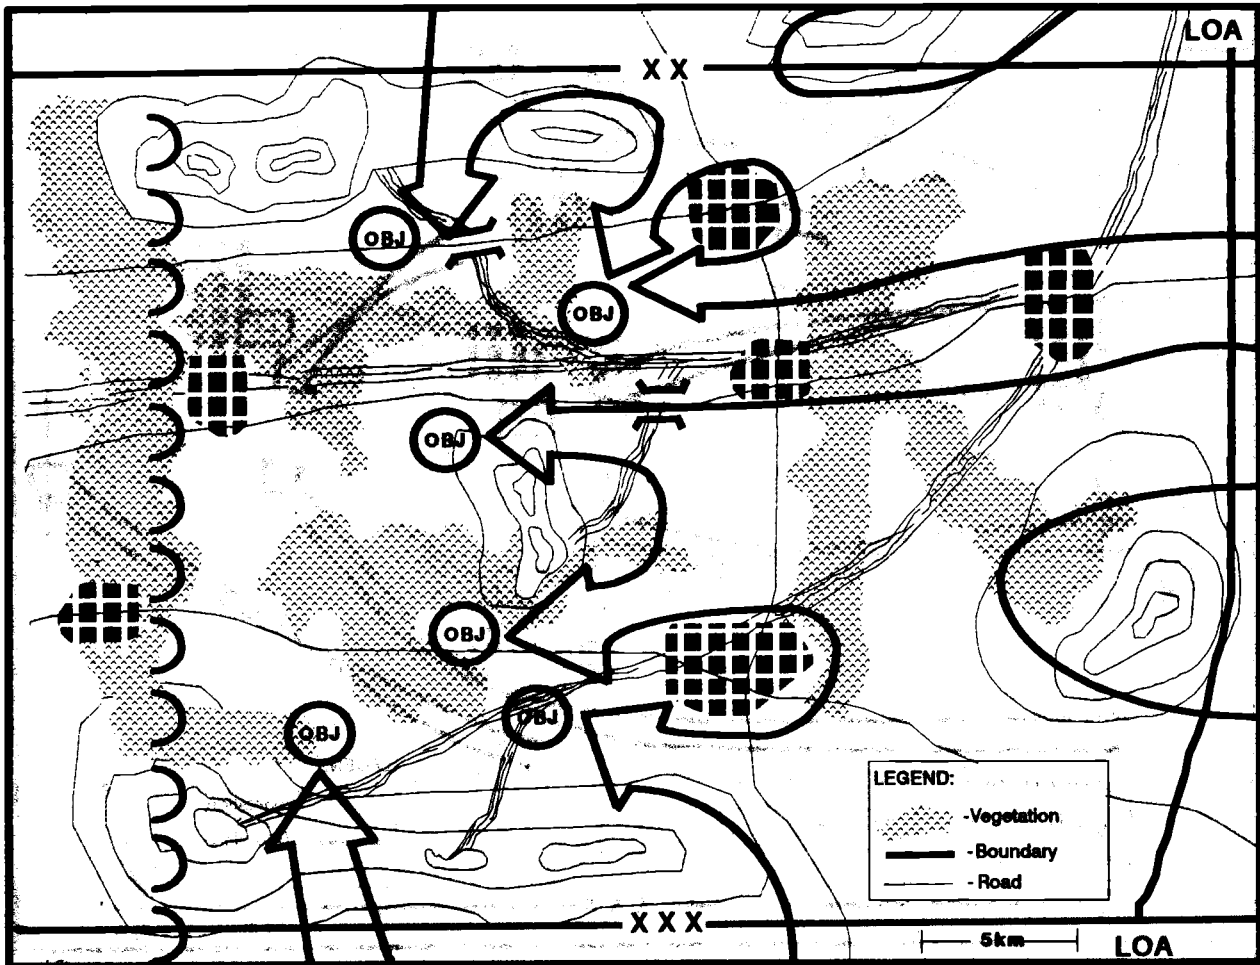 LOA
X X
OBJ
OBJ
OBJ
OBJ
OBJ
OBJ
LEGEND:
-Vegetation
-Boundary
- Road
X X X
5km
LOA